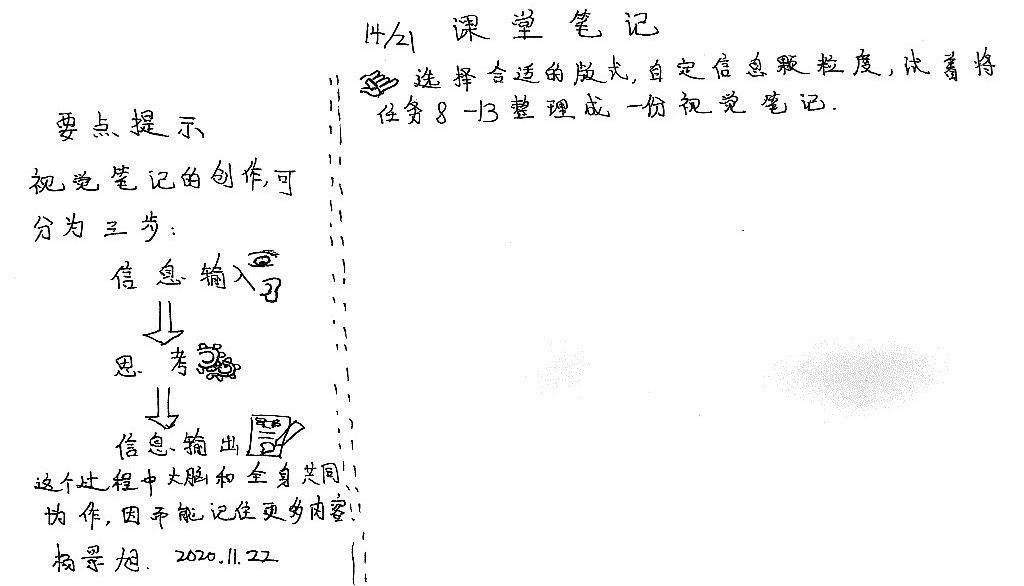 14/21 课堂笔记
选择合适的版式,自定信息颗粒度,试着将
任务8-13整理成一份视觉笔记.
要点提示
视觉笔记的创作,可
分为三步:
信息输入
思考
信息输出
这个过程中大脑和全身共同
协作,因而能记住更多内容.
杨景旭. 2020.11.22